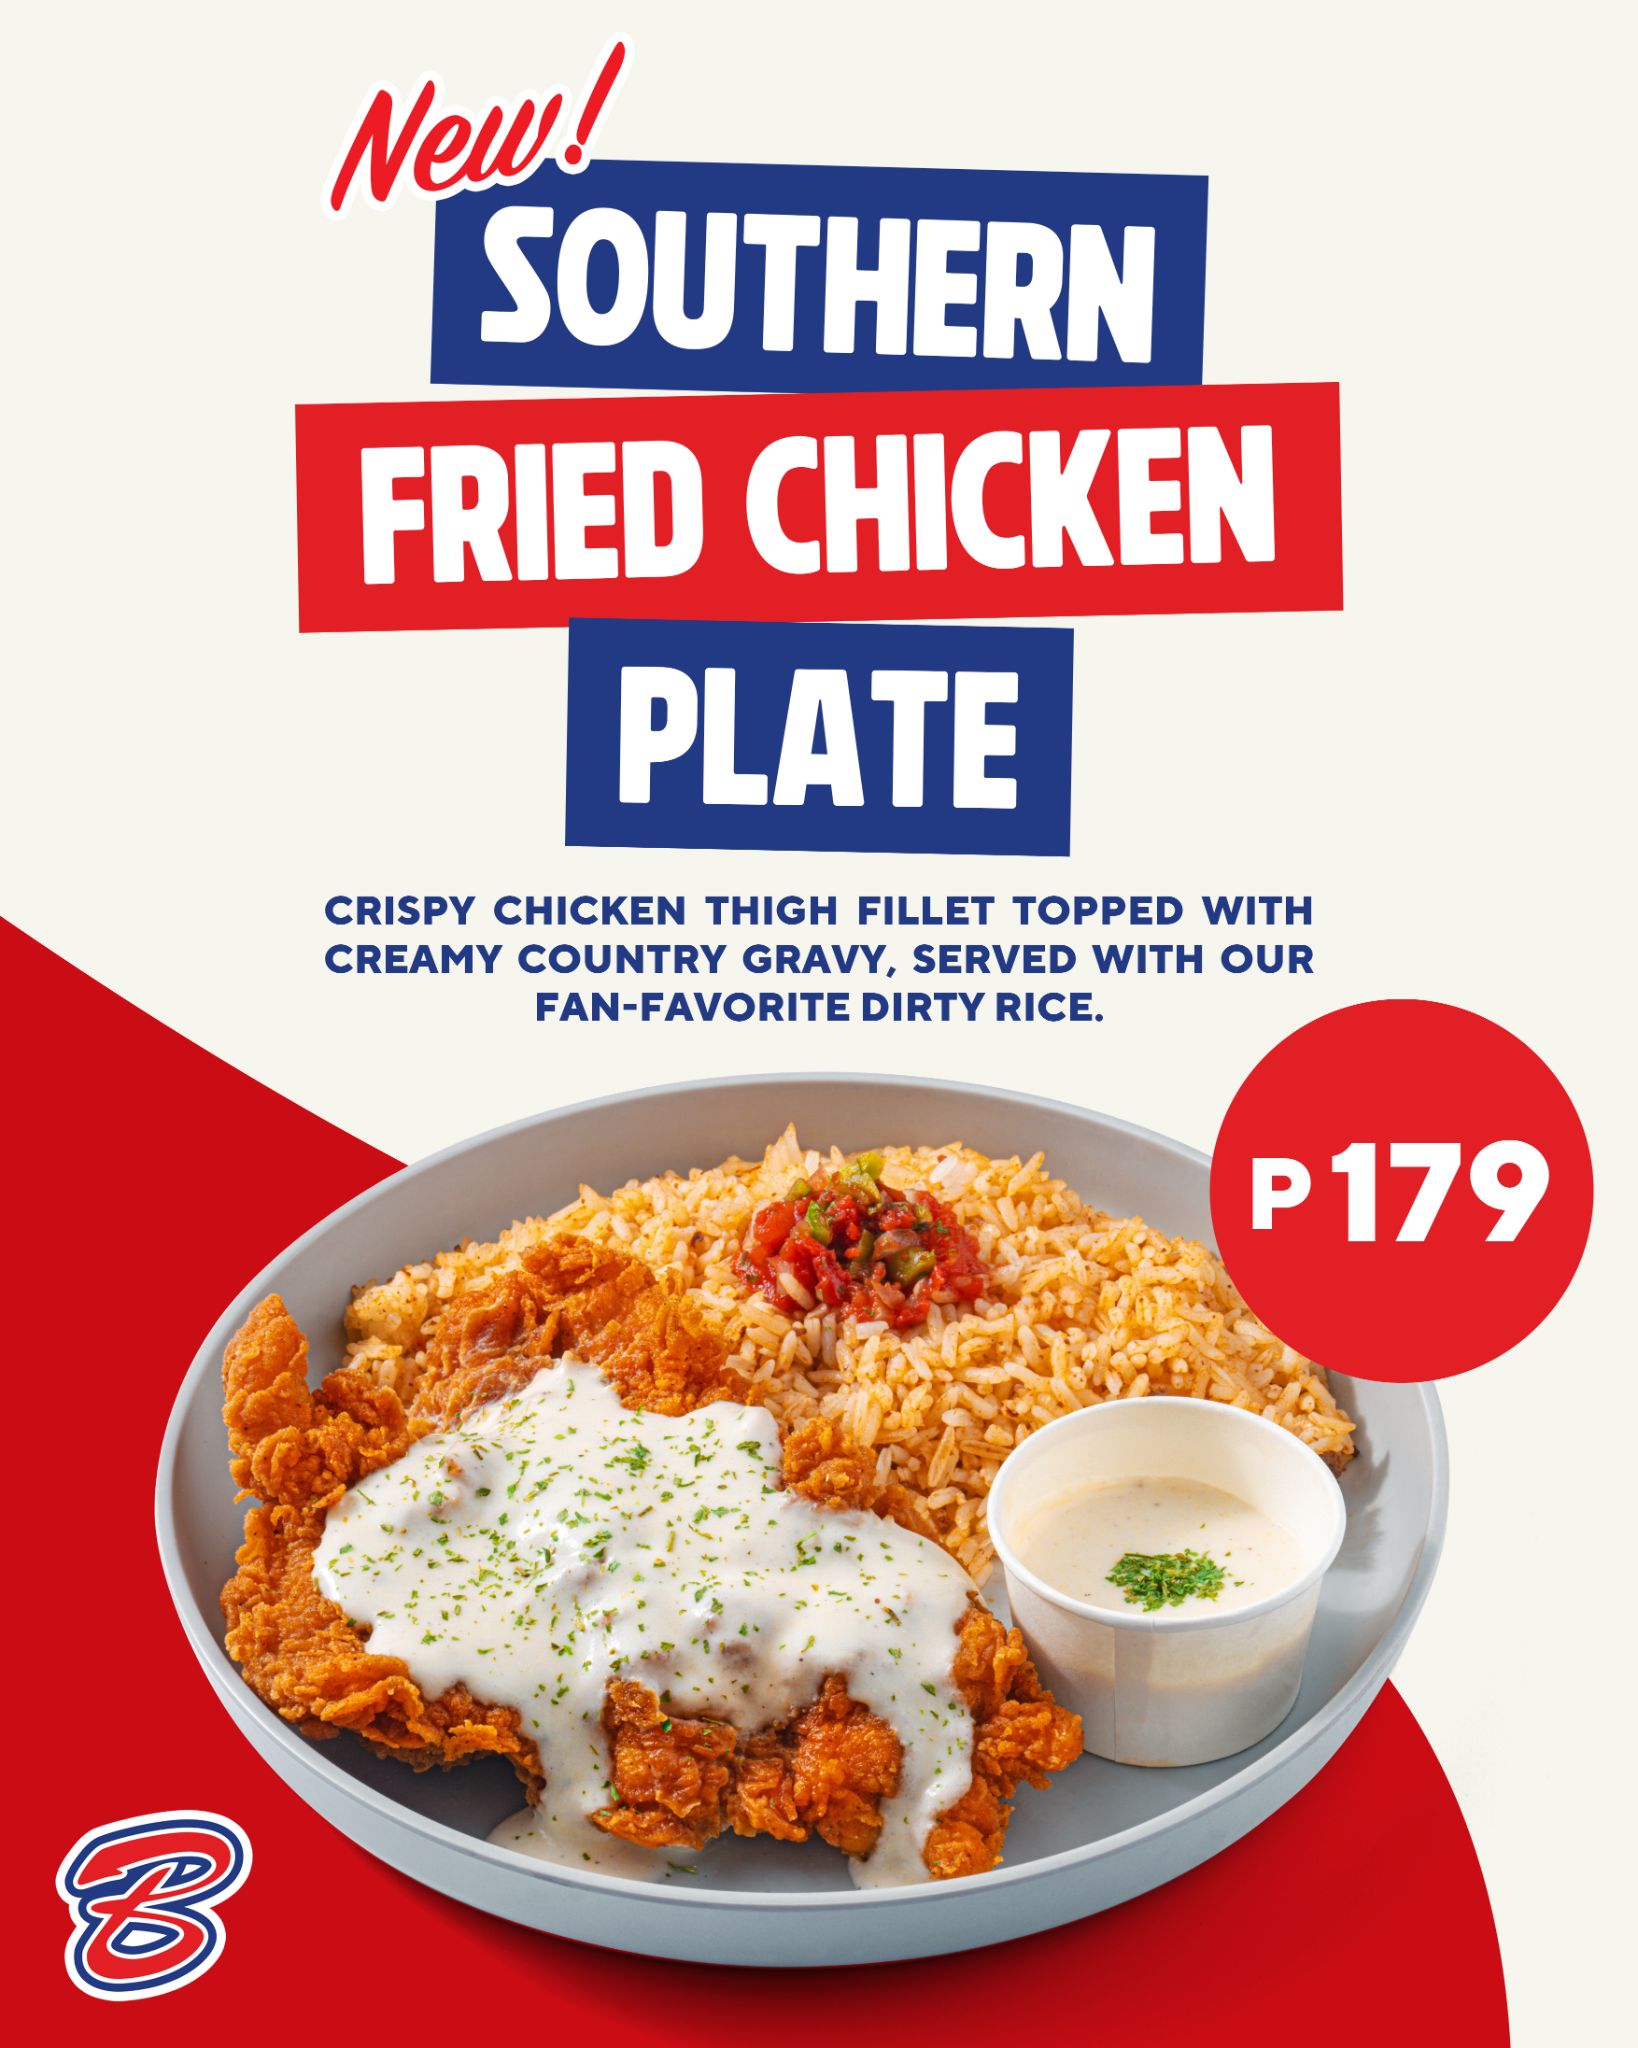 New!
SOUTHERN
FRIED CHICKEN
PLATE
CRISPY CHICKEN THIGH FILLET TOPPED WITH
CREAMY COUNTRY GRAVY, SERVED WITH OUR
FAN-FAVORITE DIRTY RICE.
P179
B